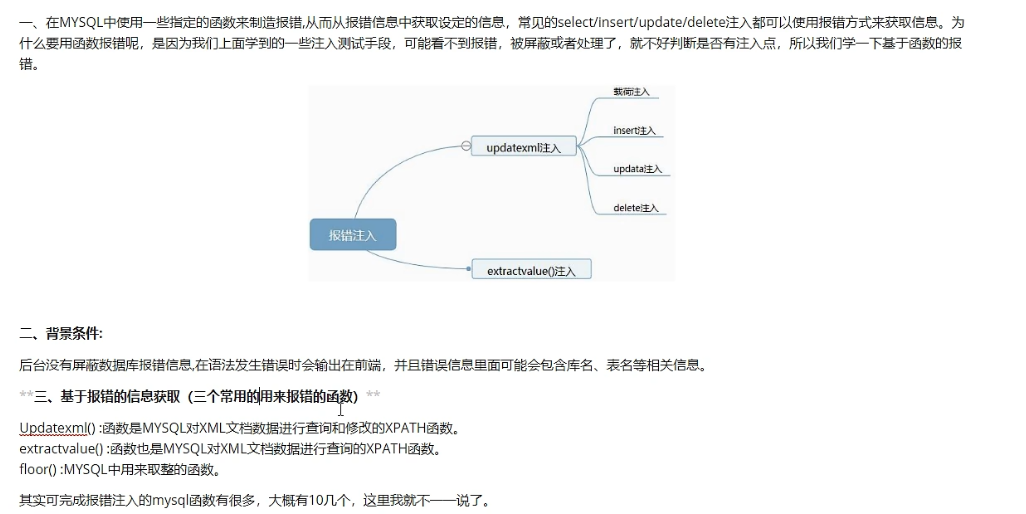 一、在MYSQL中使用一些指定的函数来制造报错,从而从报错信息中获取设定的信息，常见的select/insert/update/delete注入都可以使用报错方式来获取信息。为
什么要用函数报错呢，是因为我们上面学到的一些注入测试手段，可能看不到报错，被屏蔽或者处理了，就不好判断是否有注入点，所以我们学一下基于函数的报
错。
载荷注入
insert注入
updatexml注入
updata注入
delete注入
报错注入
extractvalue()注入
二、背景条件:
后台没有屏蔽数据库报错信息,在语法发生错误时会输出在前端，并且错误信息里面可能会包含库名、表名等相关信息。
**三、基于报错的信息获取（三个常用的用来报错的函数）**
Updatexml() :函数是MYSQL对XML文档数据进行查询和修改的XPATH函数。
extractvalue() :函数也是MYSQL对XML文档数据进行查询的XPATH函数。
floor() :MYSQL中用来取整的函数。
其实可完成报错注入的mysql函数有很多，大概有10几个，这里我就不一一说了。